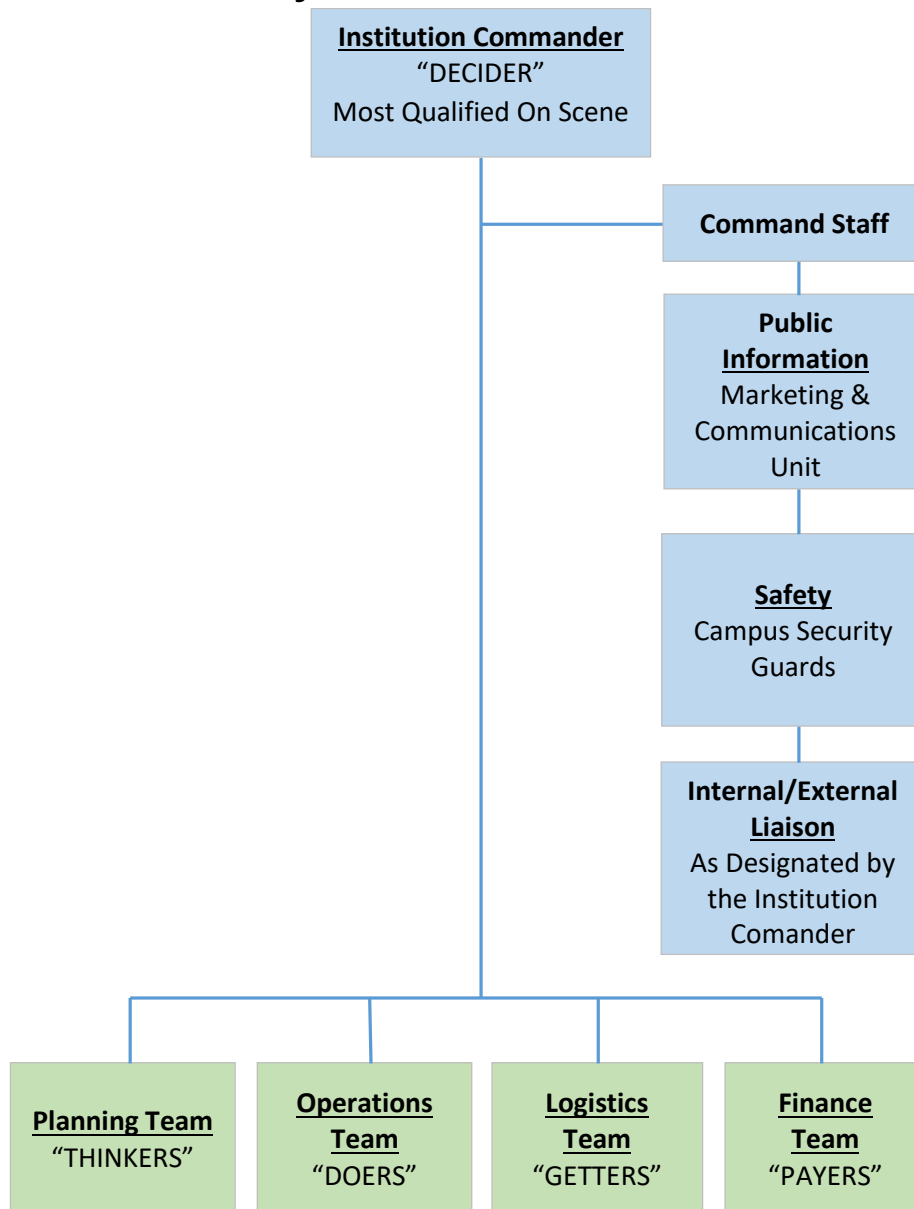 Institution Commander
“DECIDER”
Most Qualified On Scene
Command Staff
Public
Information
Marketing &
Communications
Unit
Safety
Campus Security
Guards
Internal/External
Liaison
As Designated by
the Institution
Comander
Planning Team
“THINKERS”
Operations
Team
“DOERS”
Logistics
Team
“GETTERS”
Finance
Team
“PAYERS”